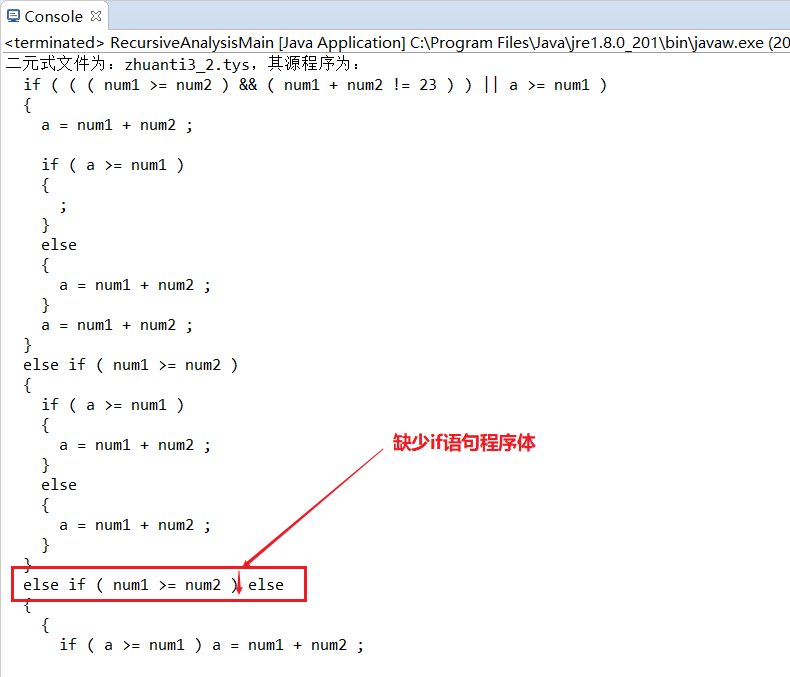 Console
<terminated> RecursiveAnalysisMain [Java Application] C:\Program Files\Java\jre1.8.0_201\bin\javaw.exe (20
二元式文件为：zhuanti3_2.tys，其源程序为：
if ( ( ( num1 >= num2 ) && ( num1 + num2 != 23 ) ) || a >= num1 )
{
a = num1 + num2 ;
if ( a >= num1 )
{
;
}
else
{
a = num1 + num2 ;
}
a = num1 + num2 ;
}
else if ( num1 >= num2 )
{
if ( a >= num1 )
{
a = num1 + num2 ;
}
else
{
a = num1 + num2 ;
}
}
缺少if语句程序体
else if ( num1 >= num2 ) else
{
{
if ( a >= num1 ) a = num1 + num2 ;